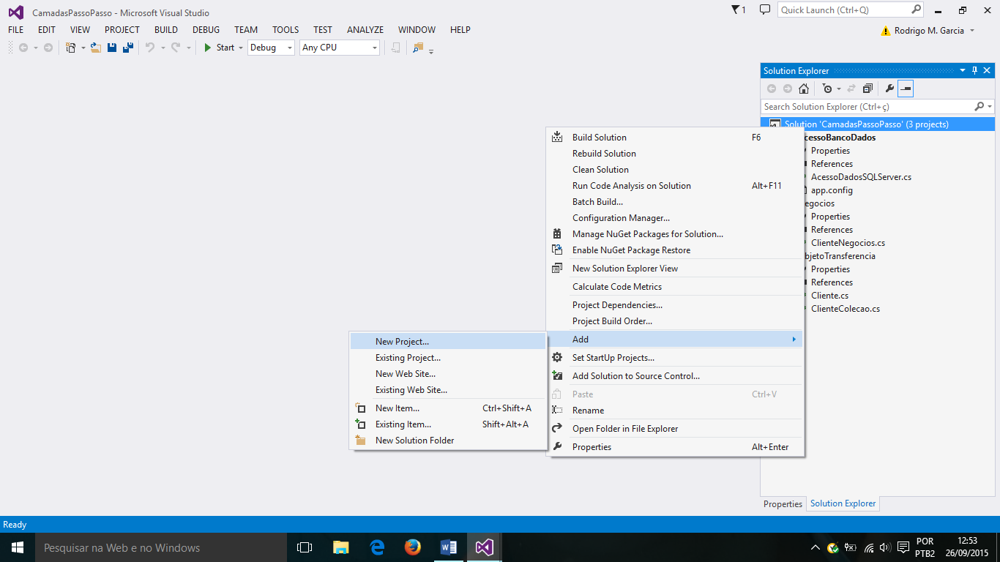 CamadasPassoPasso - Microsoft Visual Studio
1
Quick Launch (Ctrl+Q)
FILE EDIT VIEW PROJECT BUILD DEBUG TEAM TOOLS TEST ANALYZE WINDOW HELP
Rodrigo M. Garcia
Start Debug Any CPU
Solution Explorer
Search Solution Explorer (Ctrl+ç)
Solution 'CamadasPassoPasso' (3 projects)
cessoBancoDados
Properties
References
AcessoDadosSQLServer.cs
app.config
egocios
Properties
References
ClienteNegocios.cs
bjetoTransferencia
Properties
References
Cliente.cs
ClienteColecao.cs
Build Solution F6
Rebuild Solution
Clean Solution
Run Code Analysis on Solution Alt+F11
Batch Build...
Configuration Manager...
Manage NuGet Packages for Solution...
Enable NuGet Package Restore
New Solution Explorer View
Calculate Code Metrics
Project Dependencies...
Project Build Order...
Add
Set StartUp Projects...
Add Solution to Source Control...
Paste Ctrl+V
Rename
Open Folder in File Explorer
Properties Alt+Enter
New Project...
Existing Project...
New Web Site...
Existing Web Site...
New Item... Ctrl+Shift+A
Existing Item... Shift+Alt+A
New Solution Folder
Properties Solution Explorer
Ready
Pesquisar na Web e no Windows
POR
PTB2
12:53
26/09/2015